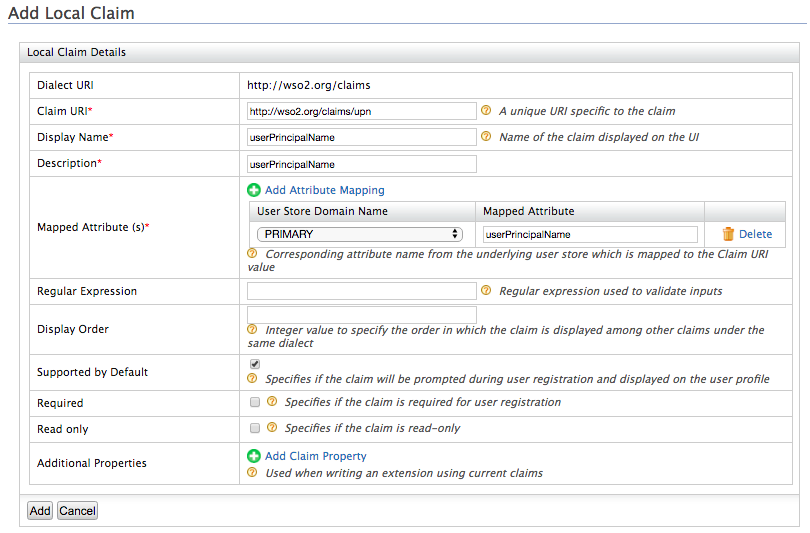 Add Local Claim
Local Claim Details
Dialect URI
http://wso2.org/claims
Claim URI*
http://wso2.org/claims/upn
A unique URI specific to the claim
Display Name*
userPrincipalName
Name of the claim displayed on the UI
Description*
userPrincipalName
Mapped Attribute (s)*
Add Attribute Mapping
User Store Domain Name
Mapped Attribute
PRIMARY
userPrincipalName
Delete
Corresponding attribute name from the underlying user store which is mapped to the Claim URI
value
Regular Expression
Regular expression used to validate inputs
Display Order
Integer value to specify the order in which the claim is displayed among other claims under the
same dialect
Supported by Default
Specifies if the claim will be prompted during user registration and displayed on the user profile
Required
Specifies if the claim is required for user registration
Read only
Specifies if the claim is read-only
Additional Properties
Add Claim Property
Used when writing an extension using current claims
Add
Cancel